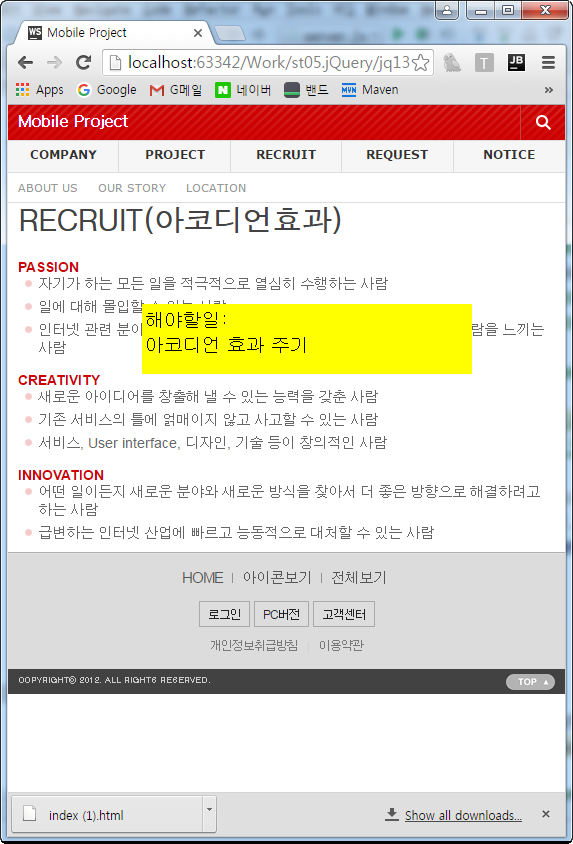 WS Mobile Project
localhost:63342/Work/st05.jQuery/jq13
T
JB
Apps Google G메일 네이버 밴드 MVN Maven »
Mobile Project
COMPANY PROJECT RECRUIT REQUEST NOTICE
ABOUT US OUR STORY LOCATION
RECRUIT(아코디언효과)
PASSION
자기가 하는 모든 일을 적극적으로 열심히 수행하는 사람
일에 대해 몰입할
해야할일:
아코디언 효과 주기
인터넷 관련 분야 람을 느끼는
사람
CREATIVITY
새로운 아이디어를 창출해 낼 수 있는 능력을 갖춘 사람
기존 서비스의 틀에 얽매이지 않고 사고할 수 있는 사람
서비스, User interface, 디자인, 기술 등이 창의적인 사람
INNOVATION
어떤 일이든지 새로운 분야와 새로운 방식을 찾아서 더 좋은 방향으로 해결하려고
하는 사람
급변하는 인터넷 산업에 빠르고 능동적으로 대처할 수 있는 사람
HOME | 아이콘보기 | 전체보기
로그인 PC버전 고객센터
개인정보취급방침 | 이용약관
COPYRIGHT© 2012. ALL RIGHTS RESERVED. TOP ▲
index (1).html Show all downloads...